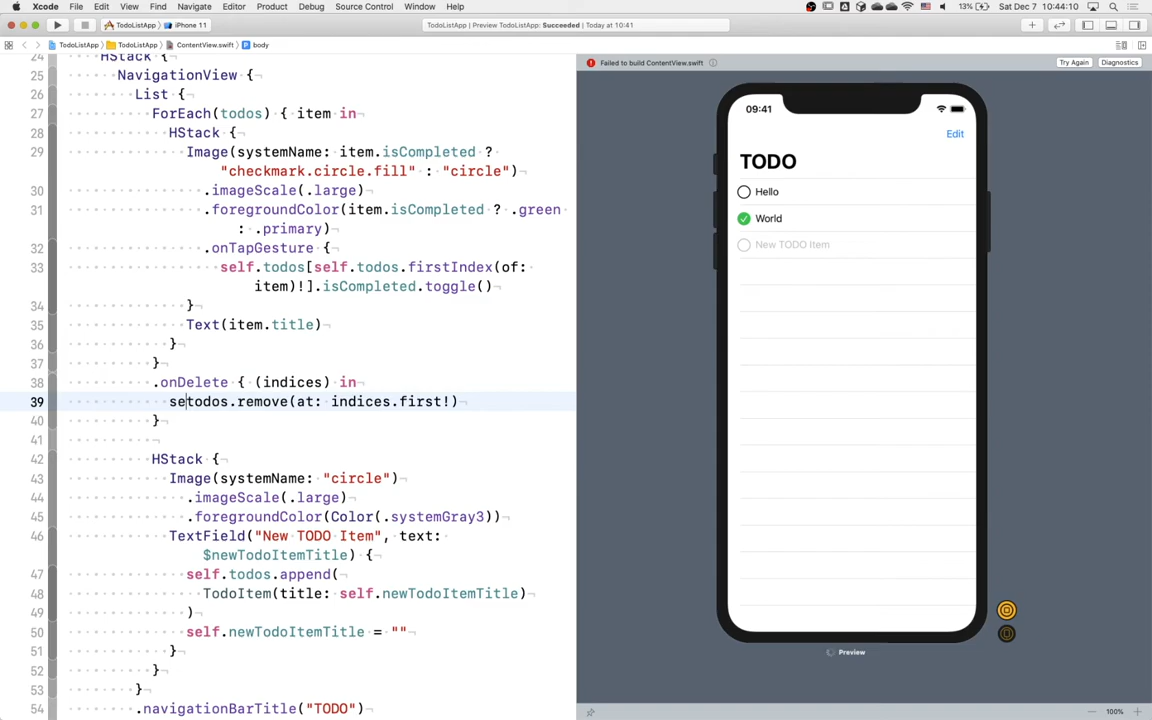 Xcode File Edit View Find Navigate Editor Product Debug Source Control Window Help 13% Sat Dec 7 10:44:10
TodoListApp iPhone 11 TodoListApp | Preview TodoListApp: Succeeded | Today at 10:41
TodoListApp TodoListApp ContentView.swift body
Failed to build ContentView.swift Try Again Diagnostics
24 HStack {
25 NavigationView {
26 List {
27 ForEach(todos) { item in
28 HStack {
29 Image(systemName: item.isCompleted ?
"checkmark.circle.fill" : "circle")
30 .imageScale(.large)
31 .foregroundColor(item.isCompleted ? .green
: .primary)
32 .onTapGesture {
33 self.todos[self.todos.firstIndex(of:
item)!].isCompleted.toggle()
34 }
35 Text(item.title)
36 }
37 }
38 .onDelete { (indices) in
39 setodos.remove(at: indices.first!)
40 }
41
42 HStack {
43 Image(systemName: "circle")
44 .imageScale(.large)
45 .foregroundColor(Color(.systemGray3))
46 TextField("New TODO Item", text:
$newTodoItemTitle) {
47 self.todos.append(
48 TodoItem(title: self.newTodoItemTitle)
49 )
50 self.newTodoItemTitle = ""
51 }
52 }
53 }
54 .navigationBarTitle("TODO")
09:41
Edit
TODO
Hello
World
New TODO Item
Preview
100%